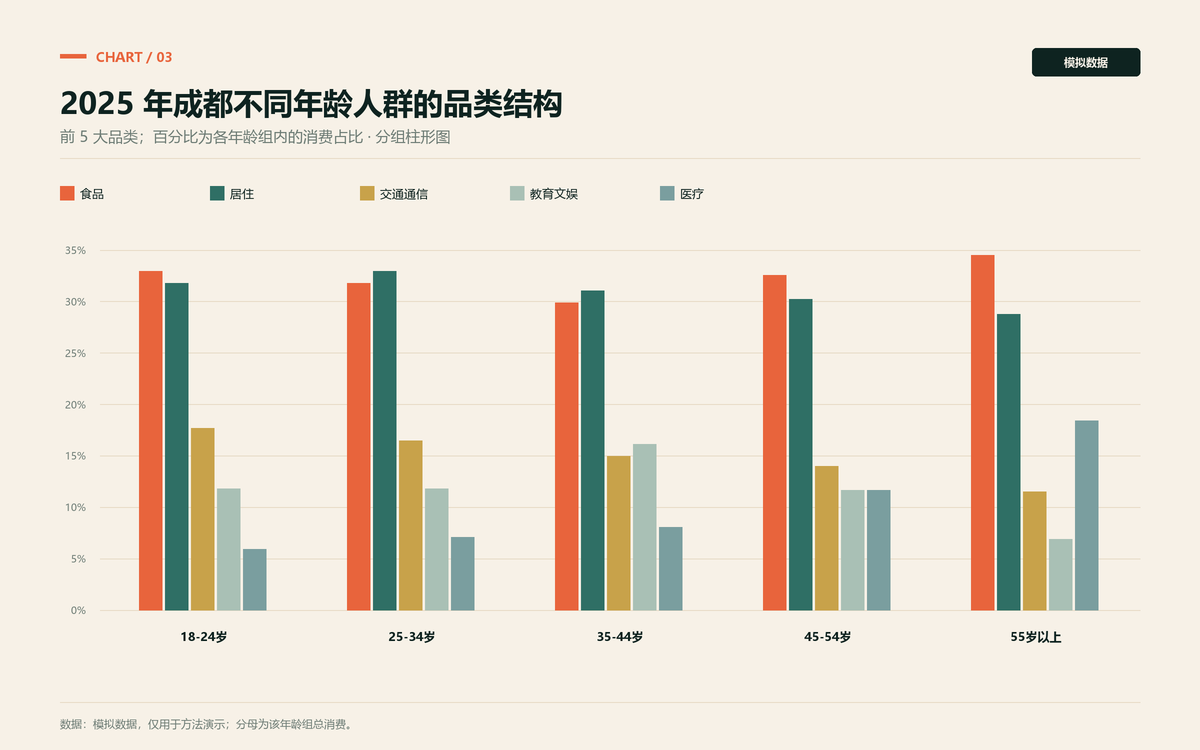 CHART / 03
模拟数据
2025 年成都不同年龄人群的品类结构
前 5 大品类；百分比为各年龄组内的消费占比 · 分组柱形图
食品 居住 交通通信 教育文娱 医疗
35%
30%
25%
20%
15%
10%
5%
0%
18-24岁 25-34岁 35-44岁 45-54岁 55岁以上
数据：模拟数据，仅用于方法演示；分母为该年龄组总消费。